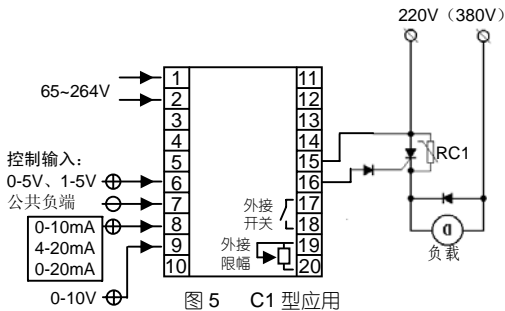 220V（380V）
65~264V
1
2
3
4
5
6
7
8
9
10
11
12
13
14
15
16
17
18
19
20
RC1
控制输入：
0-5V、1-5V
公共负端
0-10mA
4-20mA
0-20mA
0-10V
外接
开关
外接
限幅
负载
图 5 C1 型应用